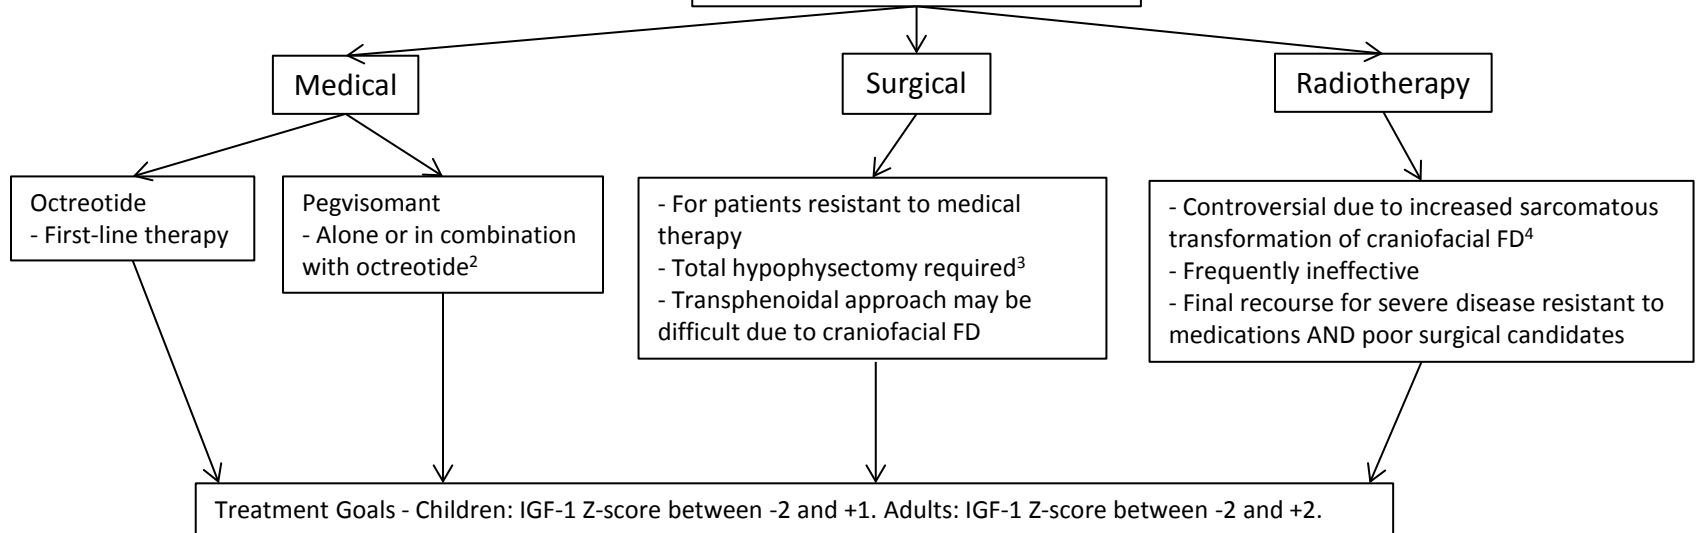 Medical
Surgical
Radiotherapy
Octreotide
- First-line therapy
Pegvisomant
- Alone or in combination
with octreotide²
- For patients resistant to medical
therapy
- Total hypophysectomy required³
- Transphenoidal approach may be
difficult due to craniofacial FD
- Controversial due to increased sarcomatous
transformation of craniofacial FD⁴
- Frequently ineffective
- Final recourse for severe disease resistant to
medications AND poor surgical candidates
Treatment Goals - Children: IGF-1 Z-score between -2 and +1. Adults: IGF-1 Z-score between -2 and +2.